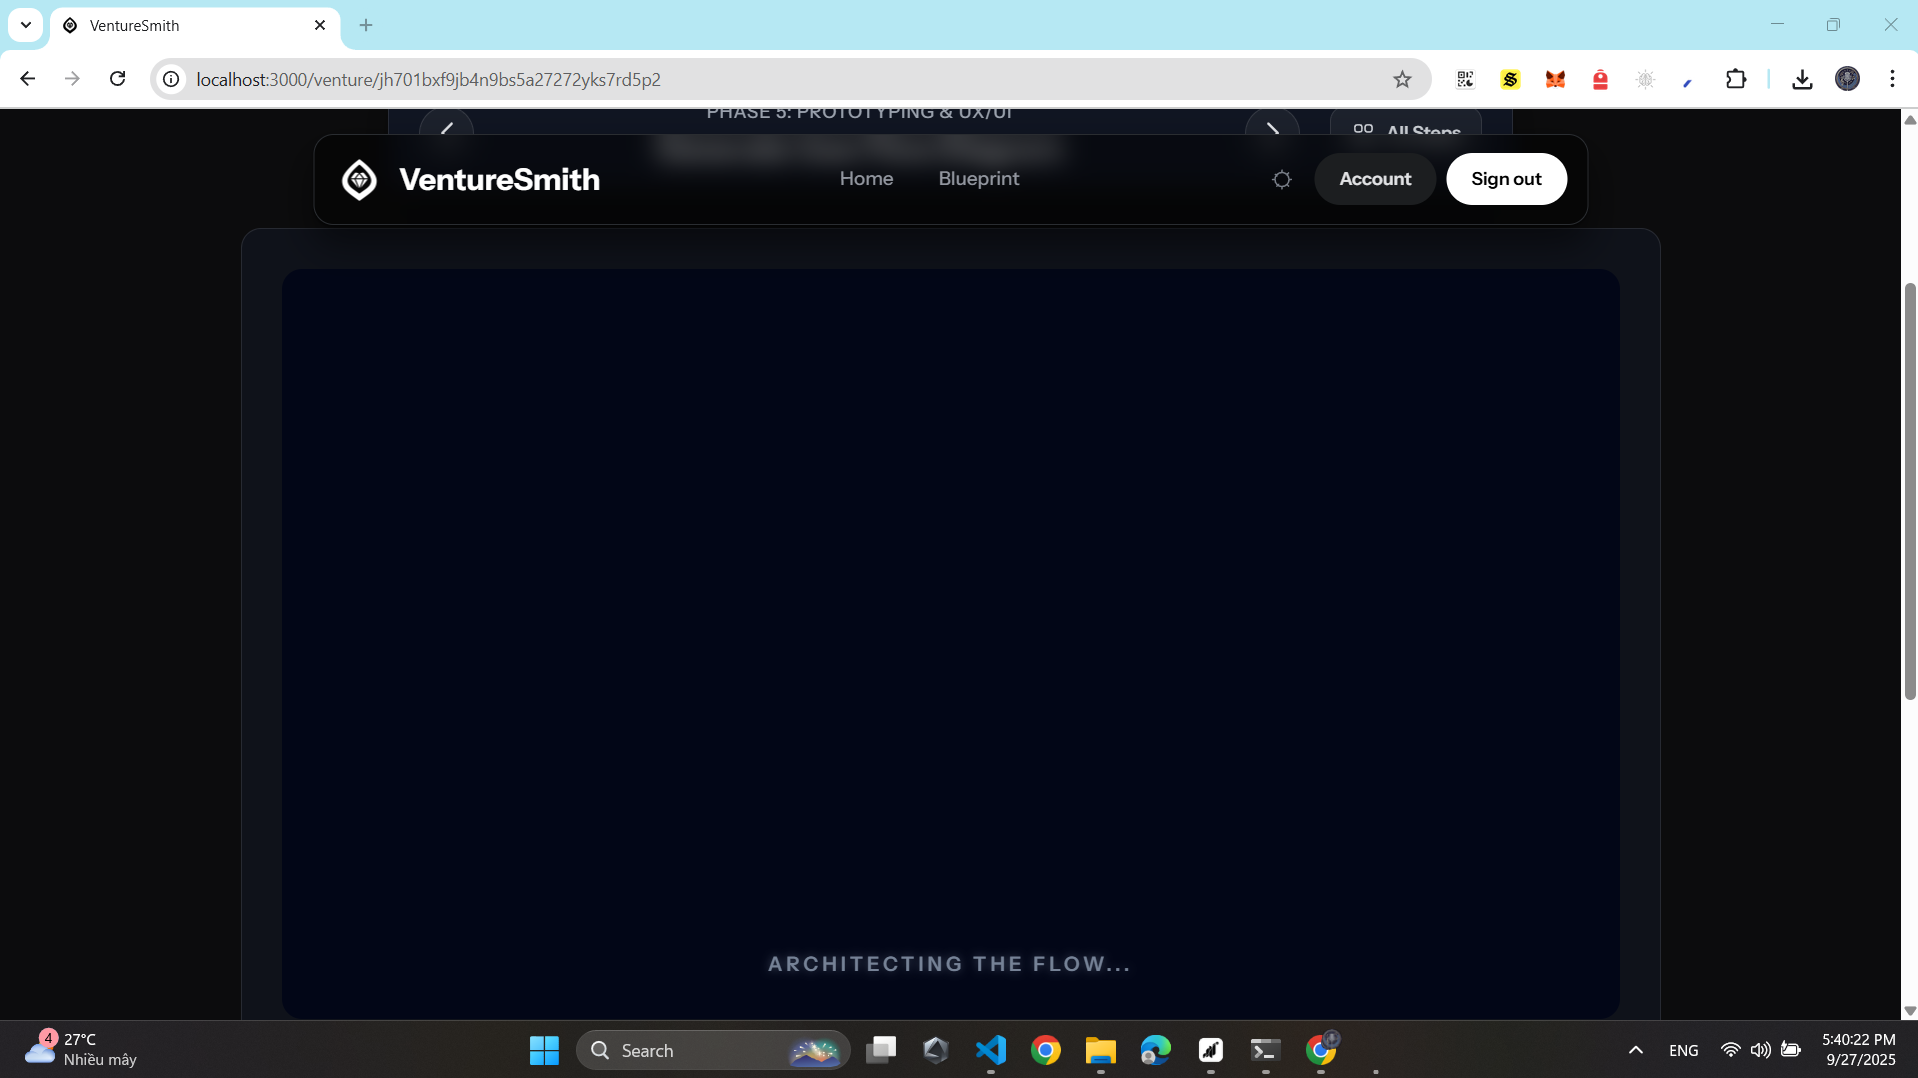 VentureSmith
localhost:3000/venture/jh701bxf9jb4n9bs5a27272yks7rd5p2
PHASE 5: PROTOTYPING & UX/UI
All Steps
VentureSmith
Home
Blueprint
Account
Sign out
ARCHITECTING THE FLOW...
4
27°C
Nhiều mây
Search
ENG
5:40:22 PM
9/27/2025